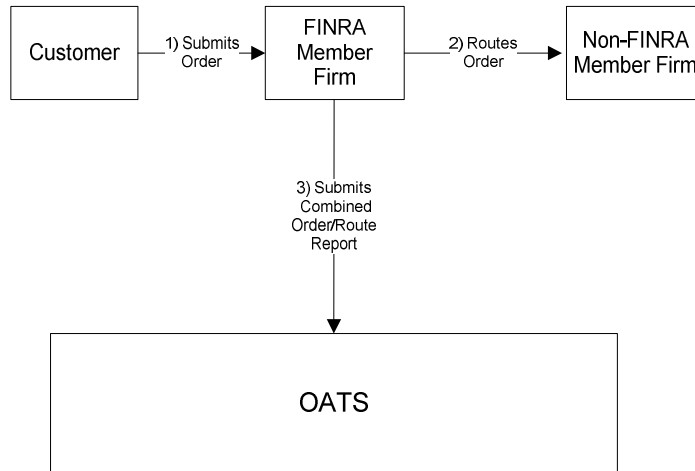 Customer
1) Submits
Order
FINRA
Member
Firm
2) Routes
Order
Non-FINRA
Member Firm
3) Submits
Combined
Order/Route
Report
OATS